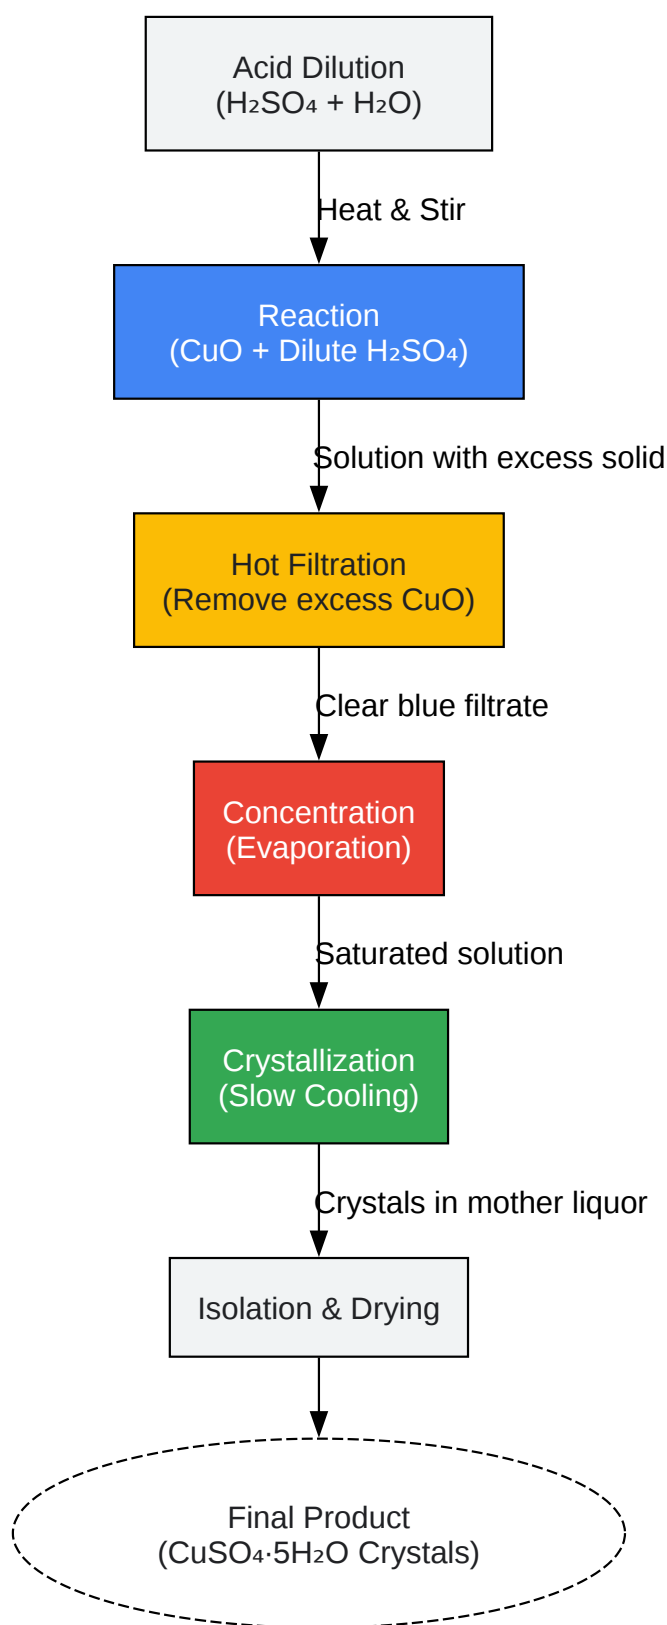 Acid Dilution
(H₂SO₄ + H₂O)
Heat & Stir
Reaction
(CuO + Dilute H₂SO₄)
Solution with excess solid
Hot Filtration
(Remove excess CuO)
Clear blue filtrate
Concentration
(Evaporation)
Saturated solution
Crystallization
(Slow Cooling)
Crystals in mother liquor
Isolation & Drying
Final Product
(CuSO₄·5H₂O Crystals)